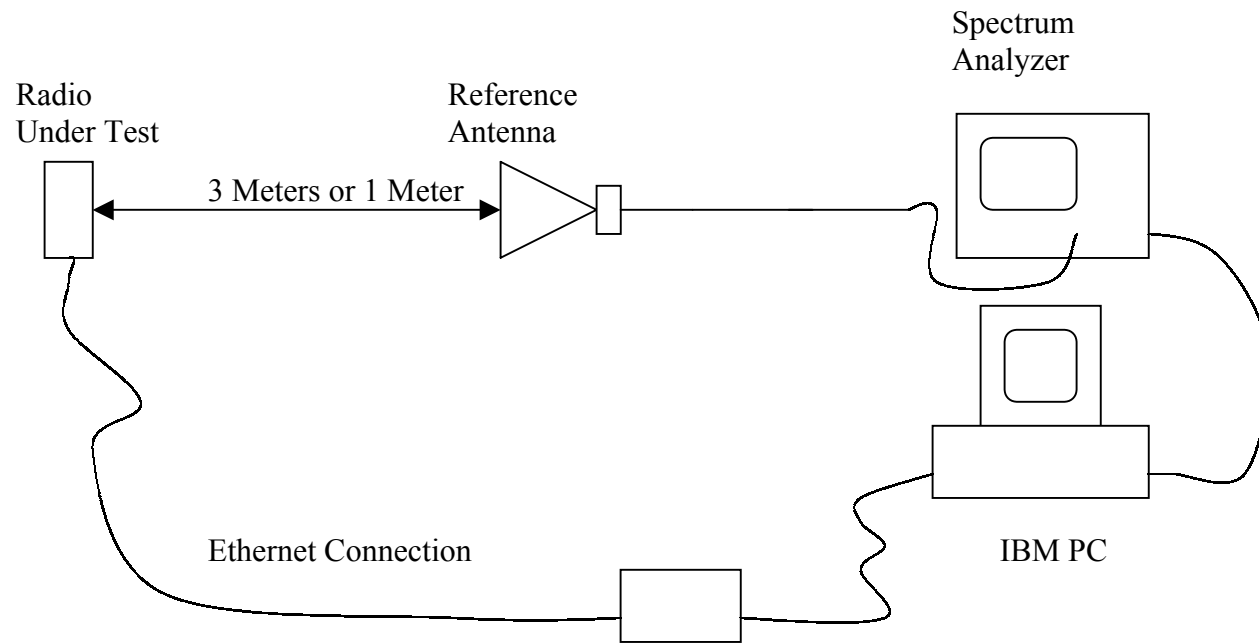 Spectrum
Analyzer
Radio
Under Test
Reference
Antenna
3 Meters or 1 Meter
Ethernet Connection
IBM PC